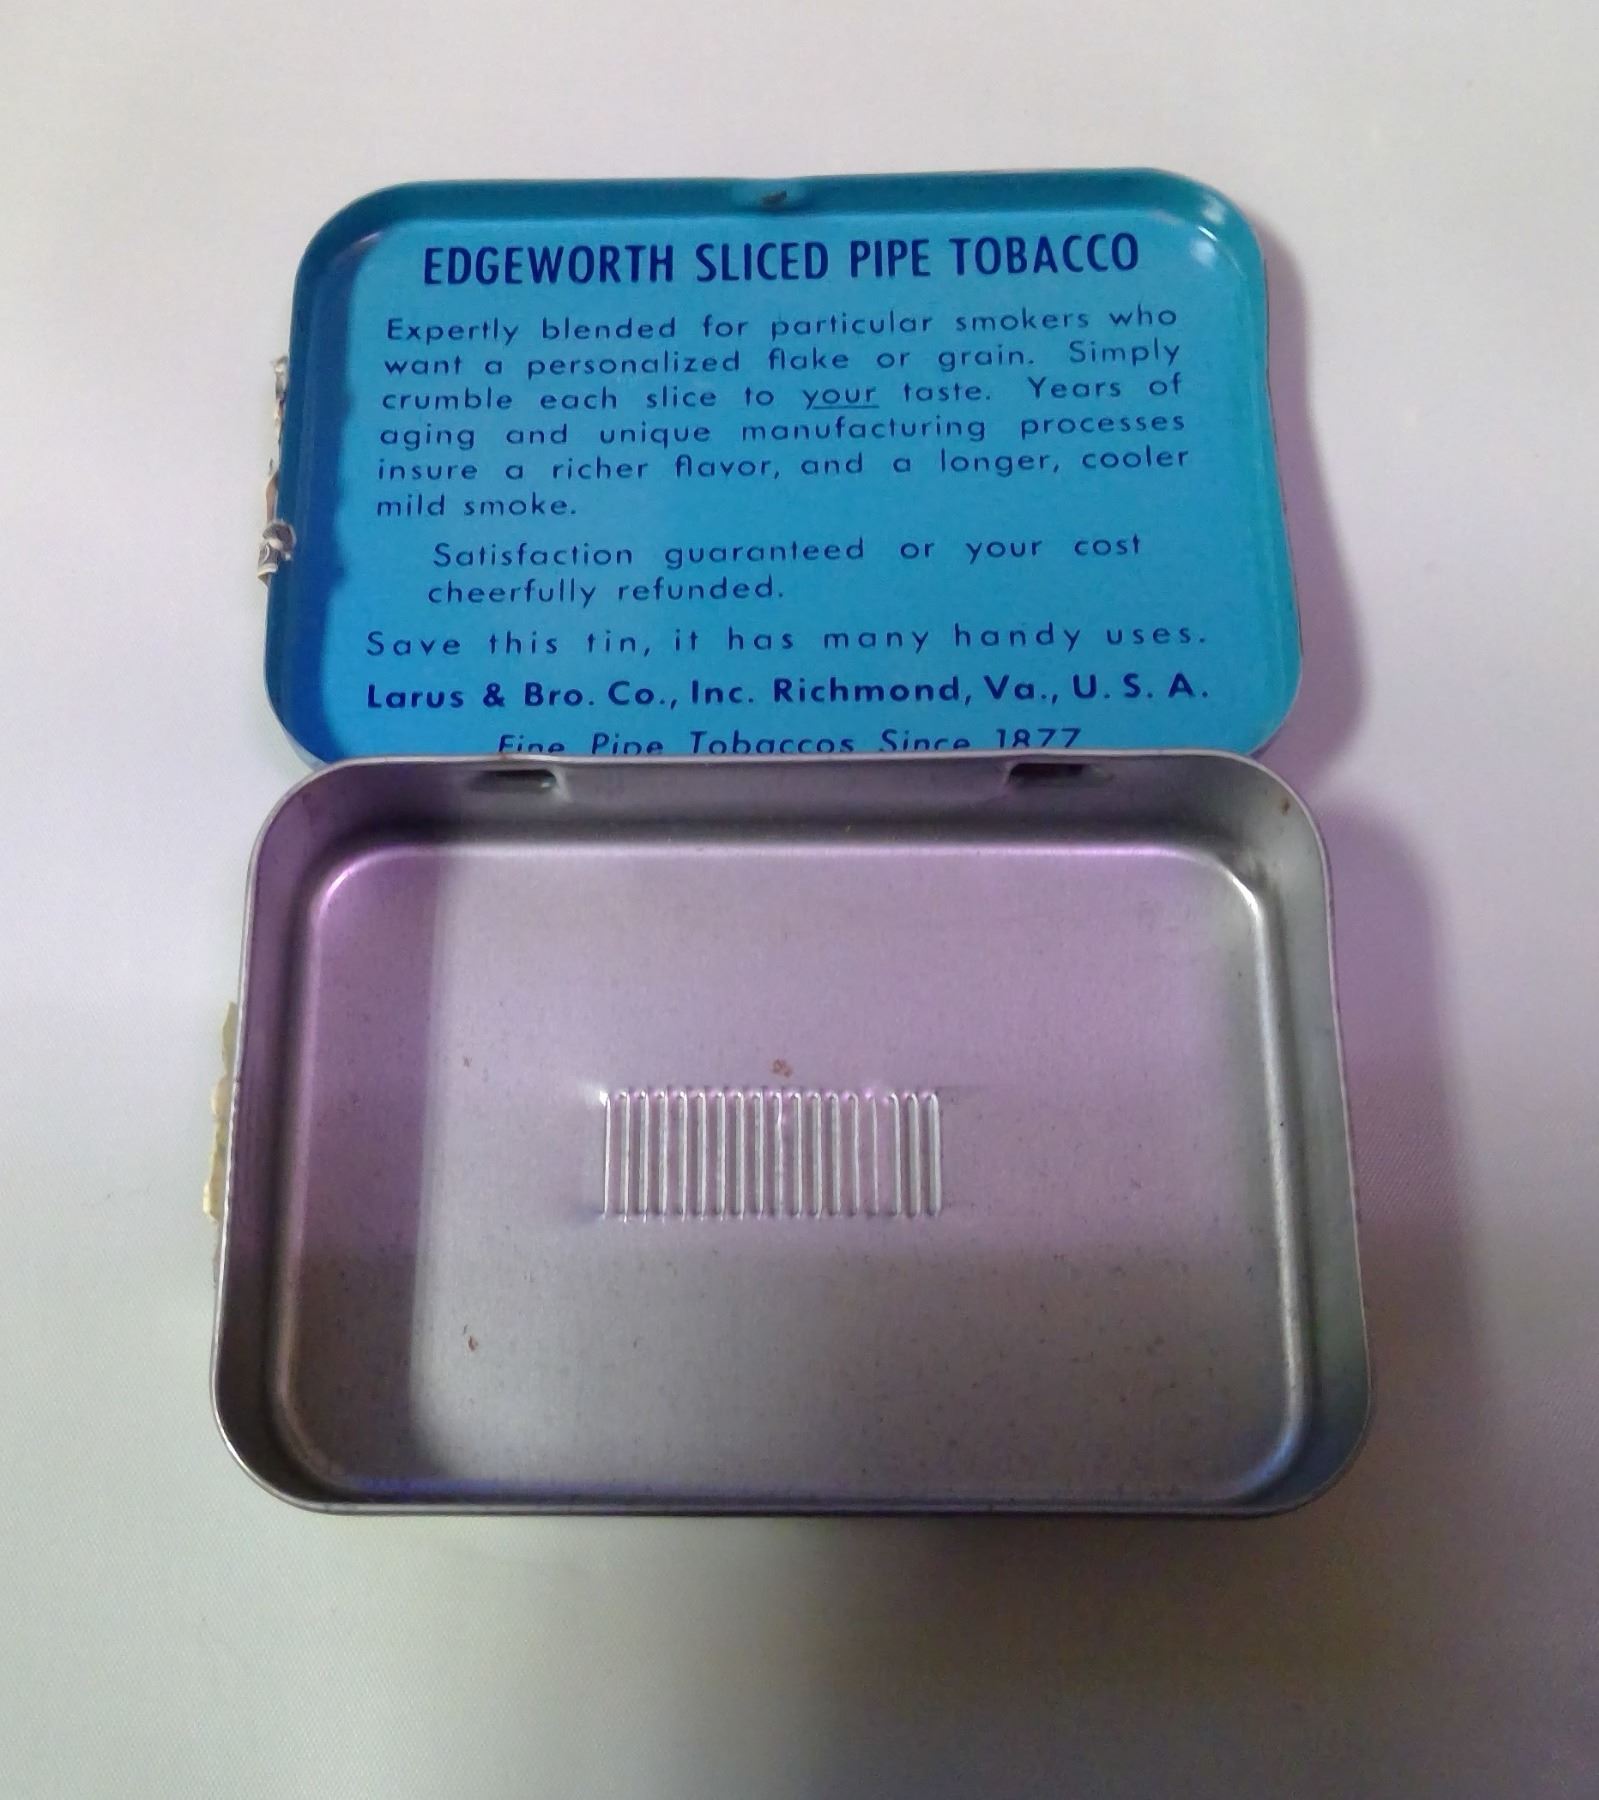 EDGEWORTH SLICED PIPE TOBACCO
Expertly blended for particular smokers who
want a personalized flake or grain. Simply
crumble each slice to your taste. Years of
aging and unique manufacturing processes
insure a richer flavor, and a longer, cooler
mild smoke.
Satisfaction guaranteed or your cost
cheerfully refunded.
Save this tin, it has many handy uses.
Larus & Bro. Co., Inc. Richmond, Va., U. S. A.
Fine Pipe Tobaccos Since 1877